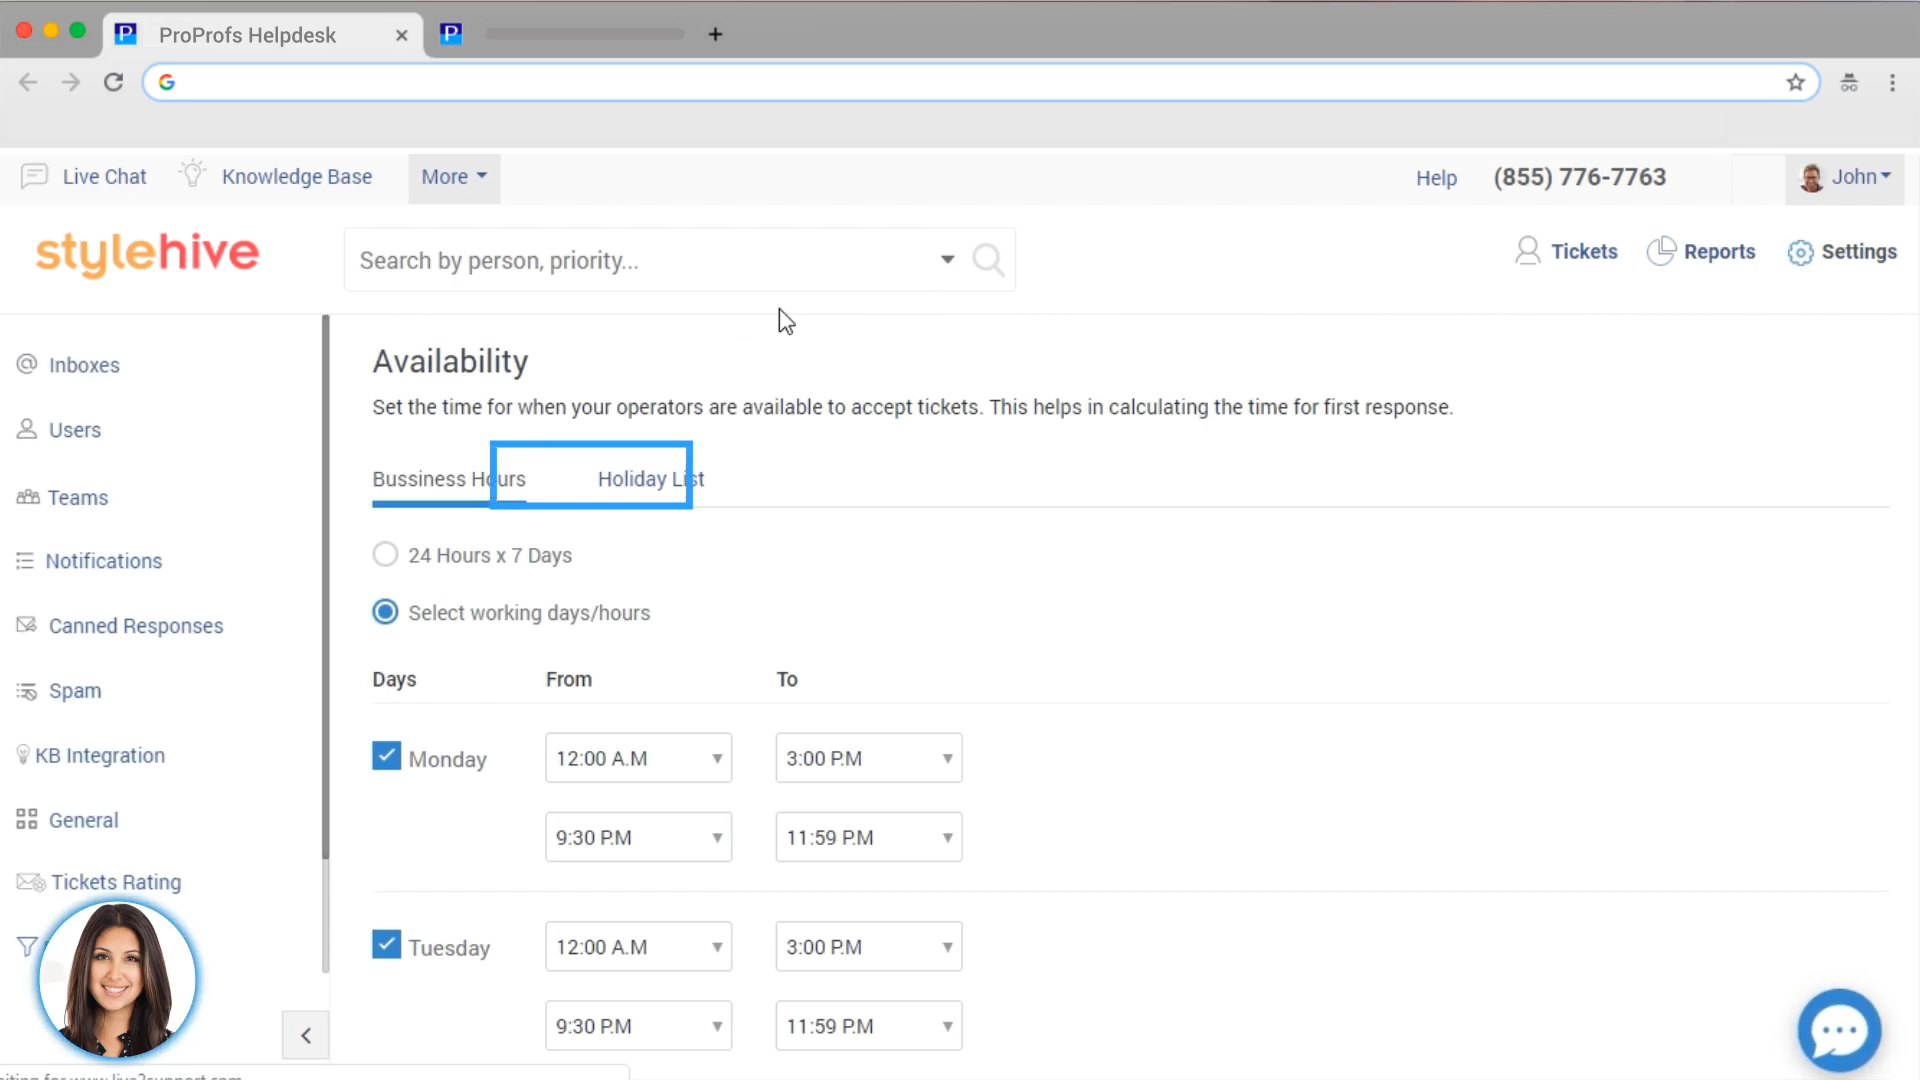 ProProfs Helpdesk
Live Chat
Knowledge Base
More
Help
(855) 776-7763
John
stylehive
Search by person, priority...
Tickets
Reports
Settings
Inboxes
Users
Teams
Notifications
Canned Responses
Spam
KB Integration
General
Tickets Rating
Availability
Set the time for when your operators are available to accept tickets. This helps in calculating the time for first response.
Bussiness Hours
Holiday List
24 Hours x 7 Days
Select working days/hours
Days From To
Monday 12:00 A.M 3:00 P.M
9:30 P.M 11:59 P.M
Tuesday 12:00 A.M 3:00 P.M
9:30 P.M 11:59 P.M